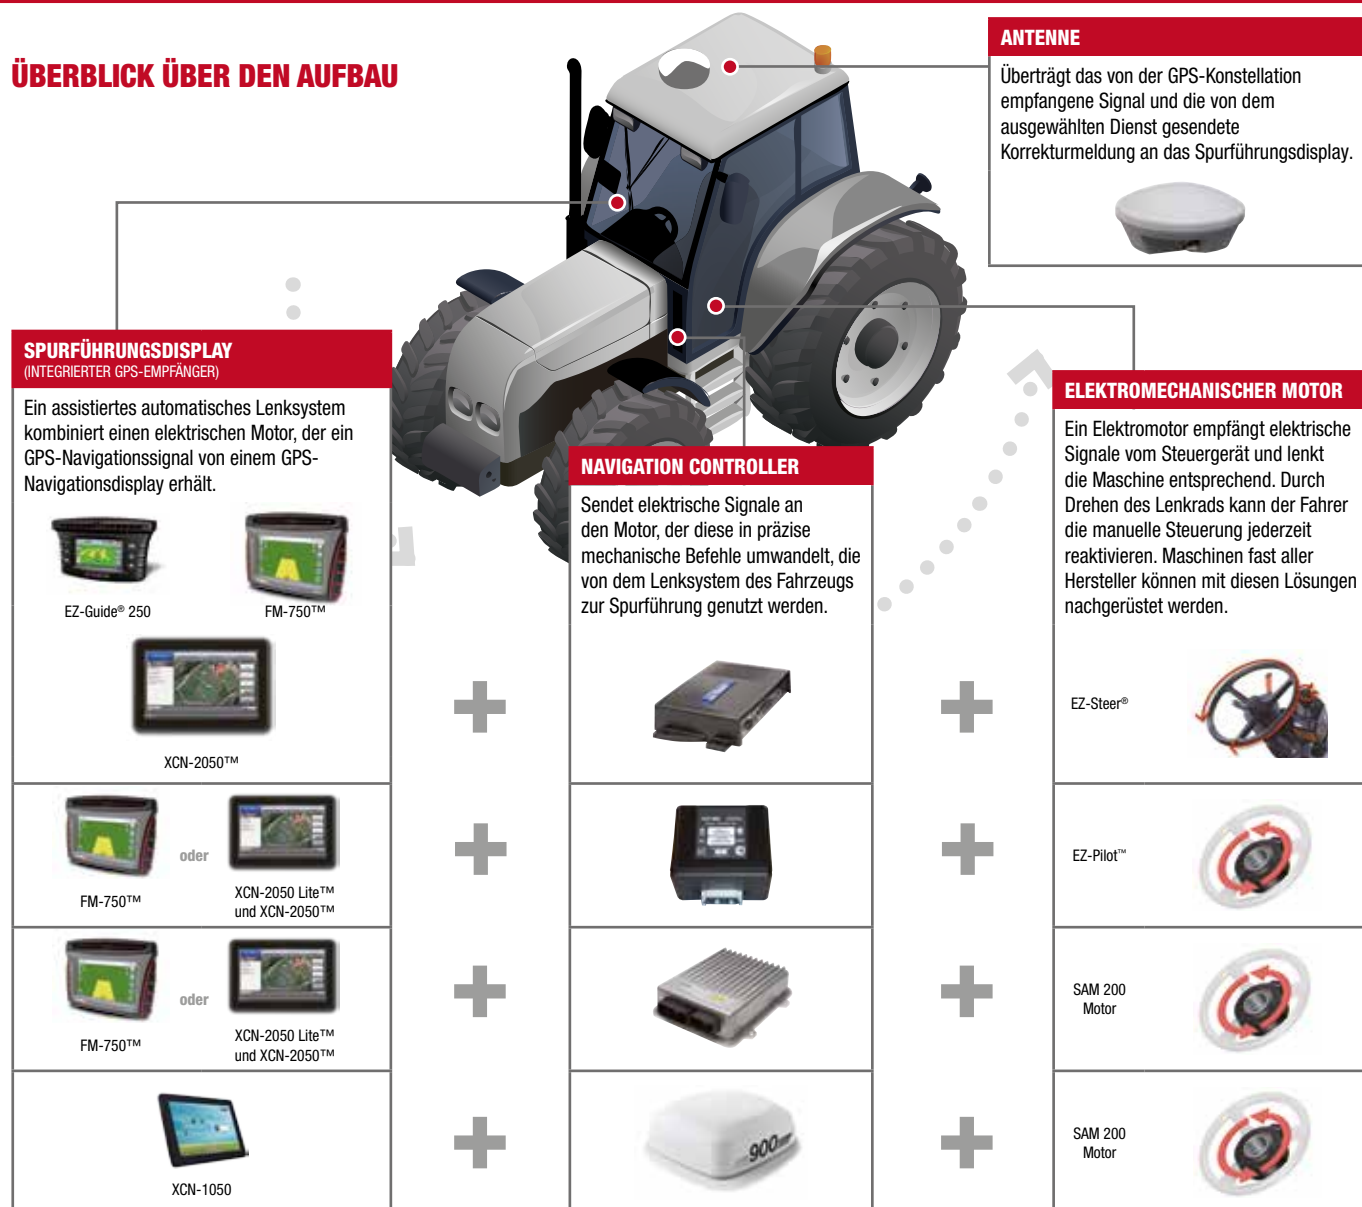 ÜBERBLICK ÜBER DEN AUFBAU
ANTENNE
Überträgt das von der GPS-Konstellation
empfangene Signal und die von dem
ausgewählten Dienst gesendete
Korrekturmeldung an das Spurführungsdisplay.
SPURFÜHRUNGSDISPLAY
(INTEGRIERTER GPS-EMPFÄNGER)
Ein assistiertes automatisches Lenksystem
kombiniert einen elektrischen Motor, der ein
GPS-Navigationssignal von einem GPS-
Navigationsdisplay erhält.
EZ-Guide® 250
FM-750™
XCN-2050™
NAVIGATION CONTROLLER
Sendet elektrische Signale an
den Motor, der diese in präzise
mechanische Befehle umwandelt, die
von dem Lenksystem des Fahrzeugs
zur Spurführung genutzt werden.
ELEKTROMECHANISCHER MOTOR
Ein Elektromotor empfängt elektrische
Signale vom Steuergerät und lenkt
die Maschine entsprechend. Durch
Drehen des Lenkrads kann der Fahrer
die manuelle Steuerung jederzeit
reaktivieren. Maschinen fast aller
Hersteller können mit diesen Lösungen
nachgerüstet werden.
EZ-Steer®
FM-750™
oder
XCN-2050 Lite™
und XCN-2050™
EZ-Pilot™
FM-750™
oder
XCN-2050 Lite™
und XCN-2050™
SAM 200
Motor
XCN-1050
900
SAM 200
Motor